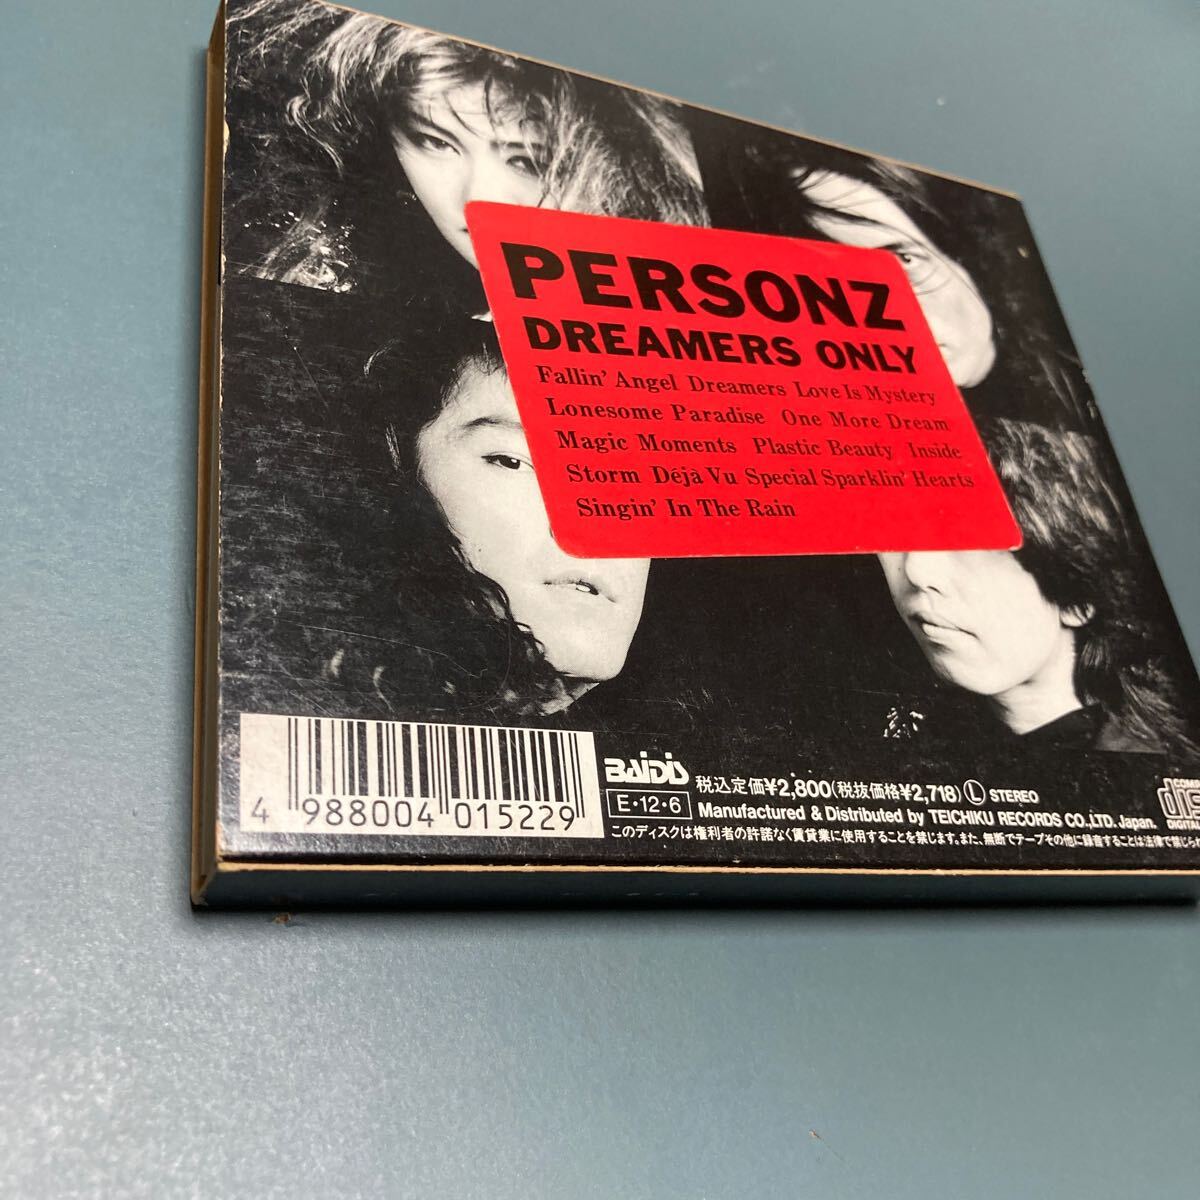 PERSONZ
DREAMERS ONLY
Fallin' Angel Dreamers Love Is Mystery
Lonesome Paradise One More Dream
Magic Moments Plastic Beauty Inside
Storm Déjà Vu Special Sparklin' Hearts
Singin' In The Rain
4 988004 015229
BAIDIS
E・12・6
税込定価¥2,800(税抜価格¥2,718) Ⓛ STEREO
Manufactured & Distributed by TEICHIKU RECORDS CO.,LTD. Japan.
このディスクは権利者の許諾なく賃貸業に使用することを禁じます。また、無断でテープその他に録音することは法律で禁じられ
COM
disc
DIGITAL